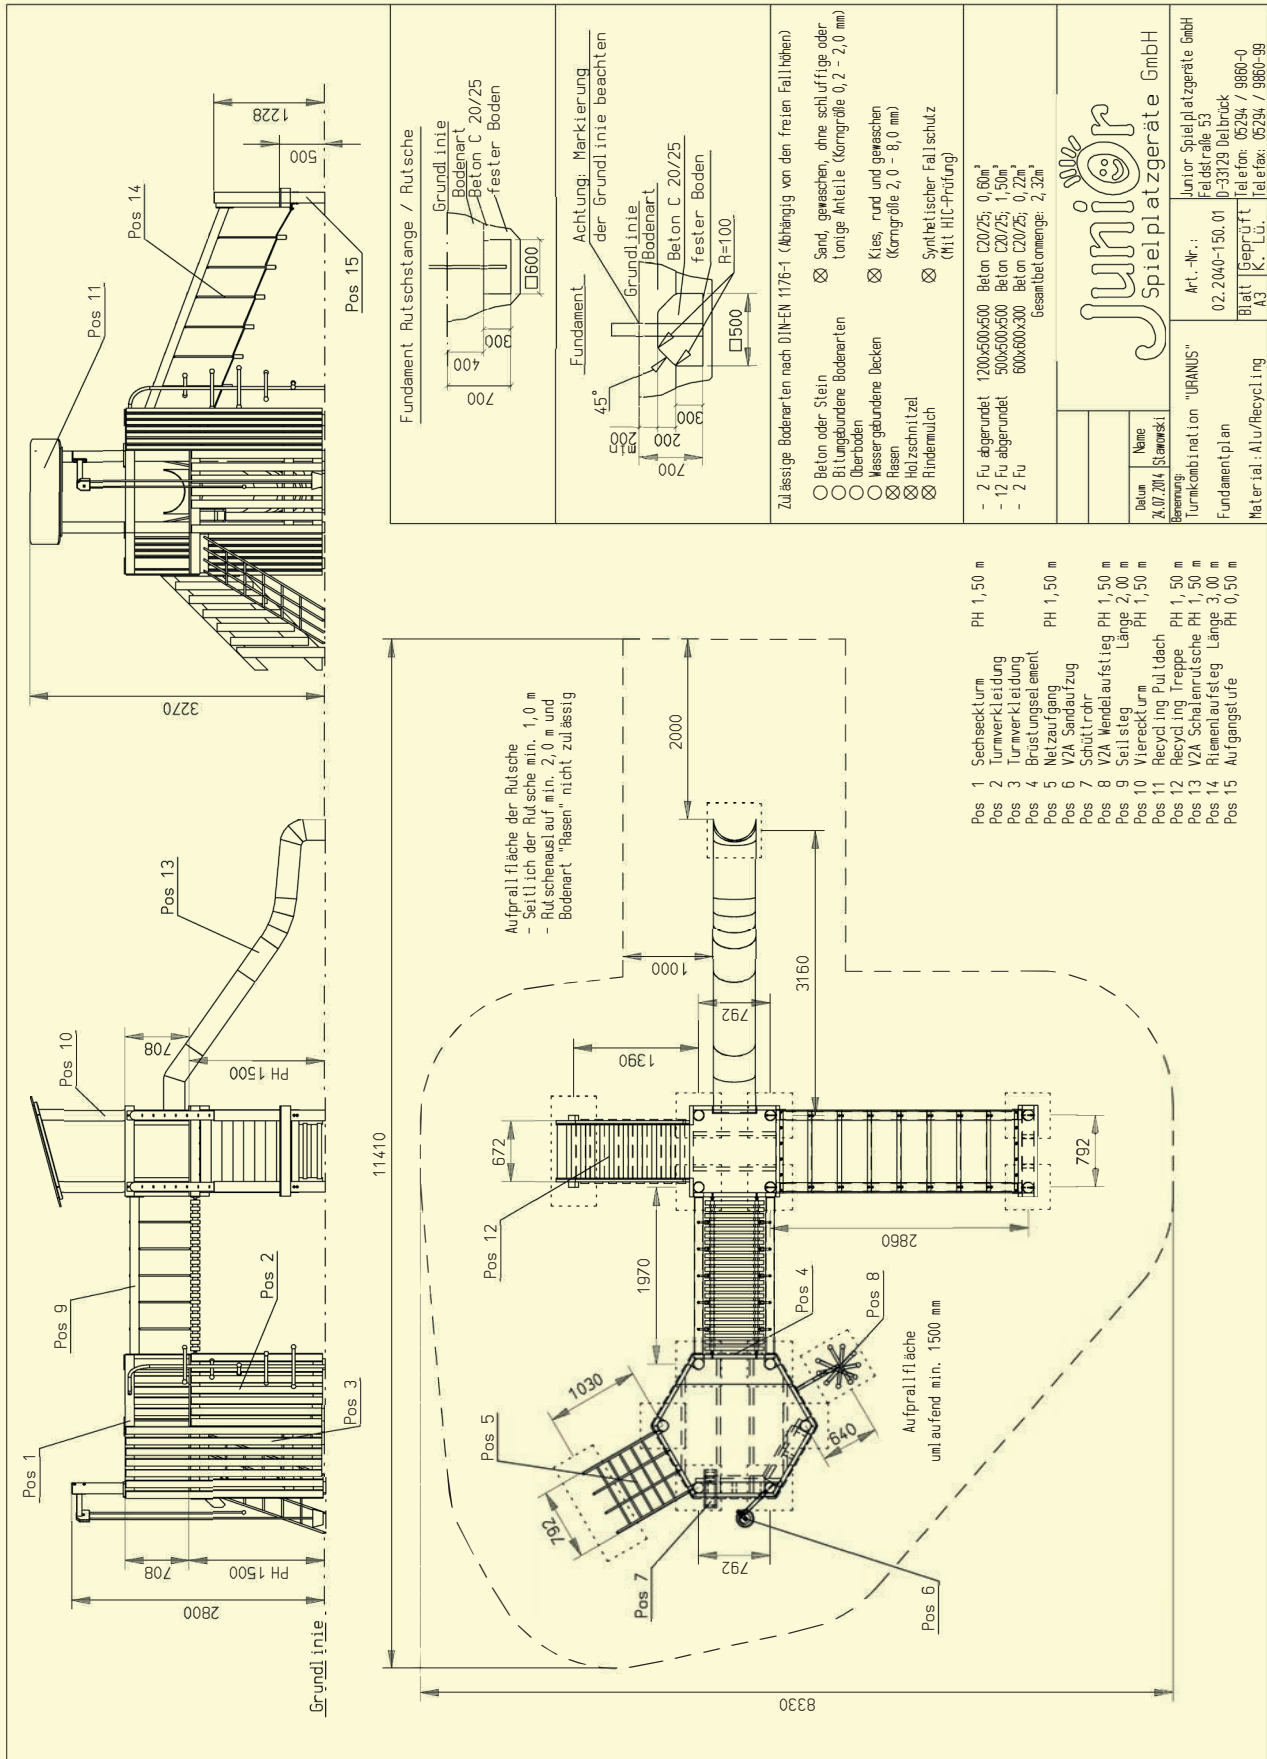 Pos 1
Pos 9
Pos 10
Pos 13
Pos 11
Pos 14
Pos 15
Pos 2
Pos 3
2800
PH 1500
708
708
PH 1500
3270
1228
500
Grundlinie
Fundament Rutschstange / Rutsche
Grundlinie
Bodenart
Beton C 20/25
fester Boden
400
300
700
□600
Fundament
Achtung: Markierung
der Grundlinie beachten
Grundlinie
Bodenart
Beton C 20/25
fester Boden
R=100
45°
min
200
200
300
700
□500
Zulässige Bodenarten nach DIN-EN 1176-1 (Abhängig von den freien Fallhöhen)
Beton oder Stein
Bitumgebundene Bodenarten
Oberboden
Wassergebundene Decken
Rasen
Holzschnitzel
Rindenmulch
Sand, gewaschen, ohne schluffige oder
tonige Anteile (Korngröße 0,2 - 2,0 mm)
Kies, rund und gewaschen
(Korngröße 2,0 - 8,0 mm)
Synthetischer Fallschutz
(Mit HIC-Prüfung)
- 2 Fu abgerundet 1200x500x500 Beton C20/25; 0,60m³
- 12 Fu abgerundet 500x500x500 Beton C20/25; 1,50m³
- 2 Fu 600x600x300 Beton C20/25; 0,22m³
Gesamtbetonmenge: 2,32m³
Junior
Spielplatzgeräte GmbH
Datum Name
24.07.2014 Stawowski
Benennung:
Turmkombination "URANUS"
Fundamentplan
Material: Alu/Recycling
Art.-Nr.:
02.2040-150.01
Blatt Geprüft
A3 K. Lü.
Junior Spielplatzgeräte GmbH
Feldstraße 53
D-33129 Delbrück
Telefon: 05294 / 9860-0
Telefax: 05294 / 9860-99
11410
8330
Aufprallfläche der Rutsche
- Seitlich der Rutsche min. 1,0 m
- Rutschenauslauf min. 2,0 m und
Bodenart "Rasen" nicht zulässig
2000
1000
3160
792
1390
672
Pos 12
1970
Pos 4
Pos 8
2860
792
1030
Pos 5
792
640
Aufprallfläche
umlaufend min. 1500 mm
Pos 7
792
Pos 6
Pos 1 Sechseckturm PH 1,50 m
Pos 2 Turmverkleidung
Pos 3 Turmverkleidung
Pos 4 Brüstungselement
Pos 5 Netzaufgang PH 1,50 m
Pos 6 V2A Sandaufzug
Pos 7 Schüttrohr
Pos 8 V2A Wendelaufstieg PH 1,50 m
Pos 9 Seilsteg Länge 2,00 m
Pos 10 Viereckturm PH 1,50 m
Pos 11 Recycling Pultdach
Pos 12 Recycling Treppe PH 1,50 m
Pos 13 V2A Schalenrutsche PH 1,50 m
Pos 14 Riemenlaufsteg Länge 3,00 m
Pos 15 Aufgangstufe PH 0,50 m